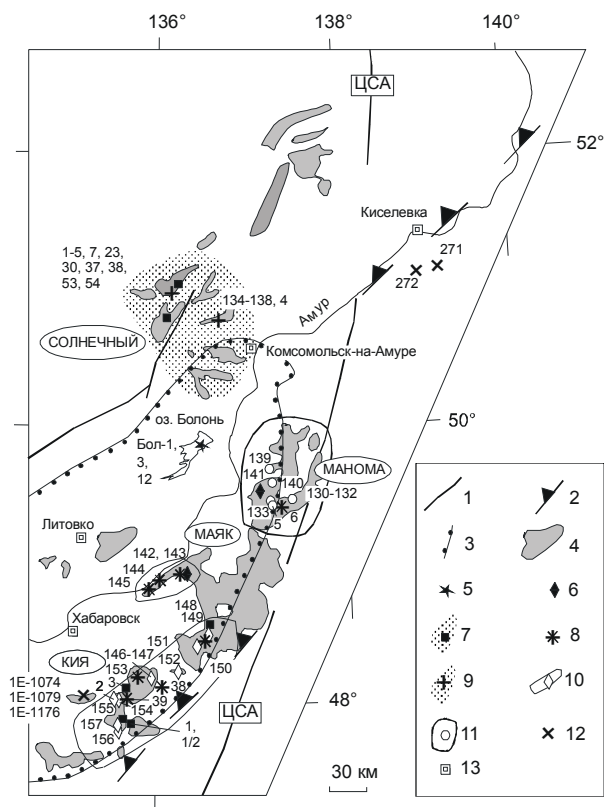 136°
138°
140°
ЦСА
52°
Киселевка
271
272
1-5, 7, 23,
30, 37, 38,
53, 54
134-138, 4
Амур
СОЛНЕЧНЫЙ
Комсомольск-на-Амуре
оз. Болонь
50°
Бол-1,
3,
12
139
141
МАНОМА
140
130-132
133
5
6
Литовко
МАЯК
142, 143
144
145
148
149
Хабаровск
151
146-147
КИЯ
153
152
150
1Е-1074
1Е-1079
1Е-1176
2
3
38
155
39
154
48°
157
156
1,
1/2
ЦСА
30 км
1
2
3
4
5
6
7
8
9
10
11
12
13